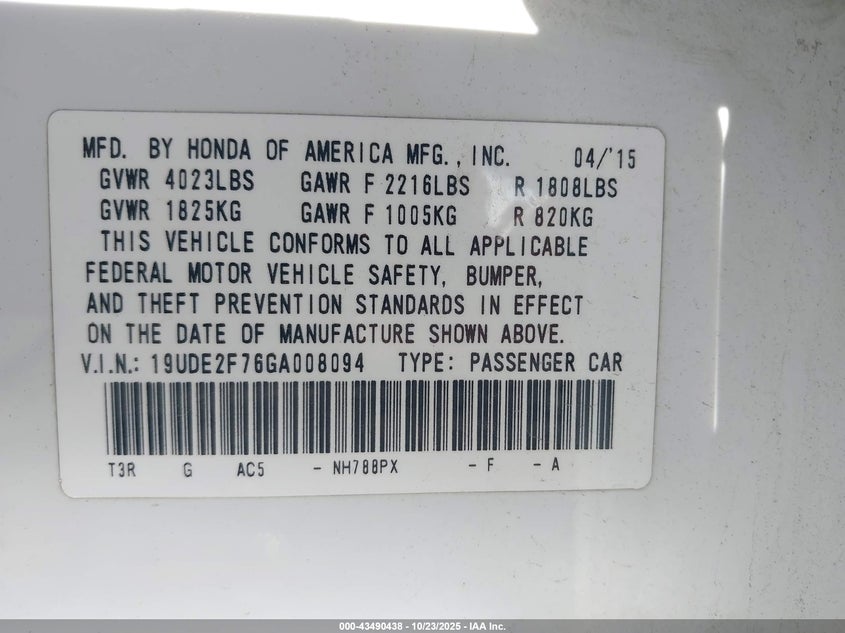 MFD. BY HONDA OF AMERICA MFG., INC. 04/'15
GVWR 4023LBS GAWR F 2216LBS R 1808LBS
GVWR 1825KG GAWR F 1005KG R 820KG
THIS VEHICLE CONFORMS TO ALL APPLICABLE
FEDERAL MOTOR VEHICLE SAFETY, BUMPER,
AND THEFT PREVENTION STANDARDS IN EFFECT
ON THE DATE OF MANUFACTURE SHOWN ABOVE.
V.I.N.: 19UDE2F76GA008094 TYPE: PASSENGER CAR
T3R G AC5 - NH788PX - F - A
000-43490438 - 10/23/2025 - IAA Inc.